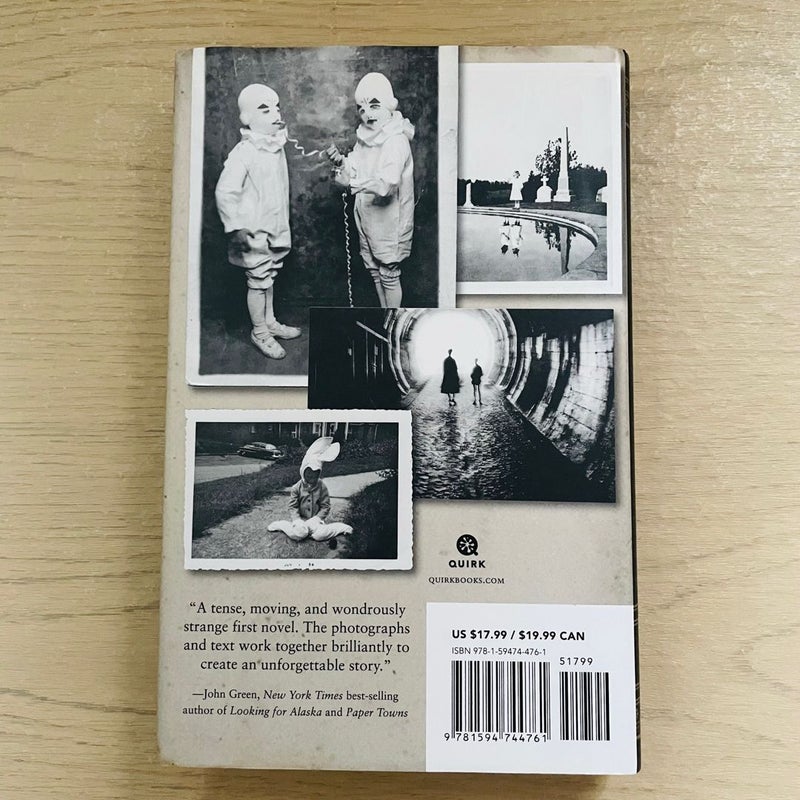 QUIRK
QUIRKBOOKS.COM
“A tense, moving, and wondrously
strange first novel. The photographs
and text work together brilliantly to
create an unforgettable story.”
—John Green, New York Times best-selling
author of Looking for Alaska and Paper Towns
US $17.99 / $19.99 CAN
ISBN 978-1-59474-476-1
51799
9 781594 744761